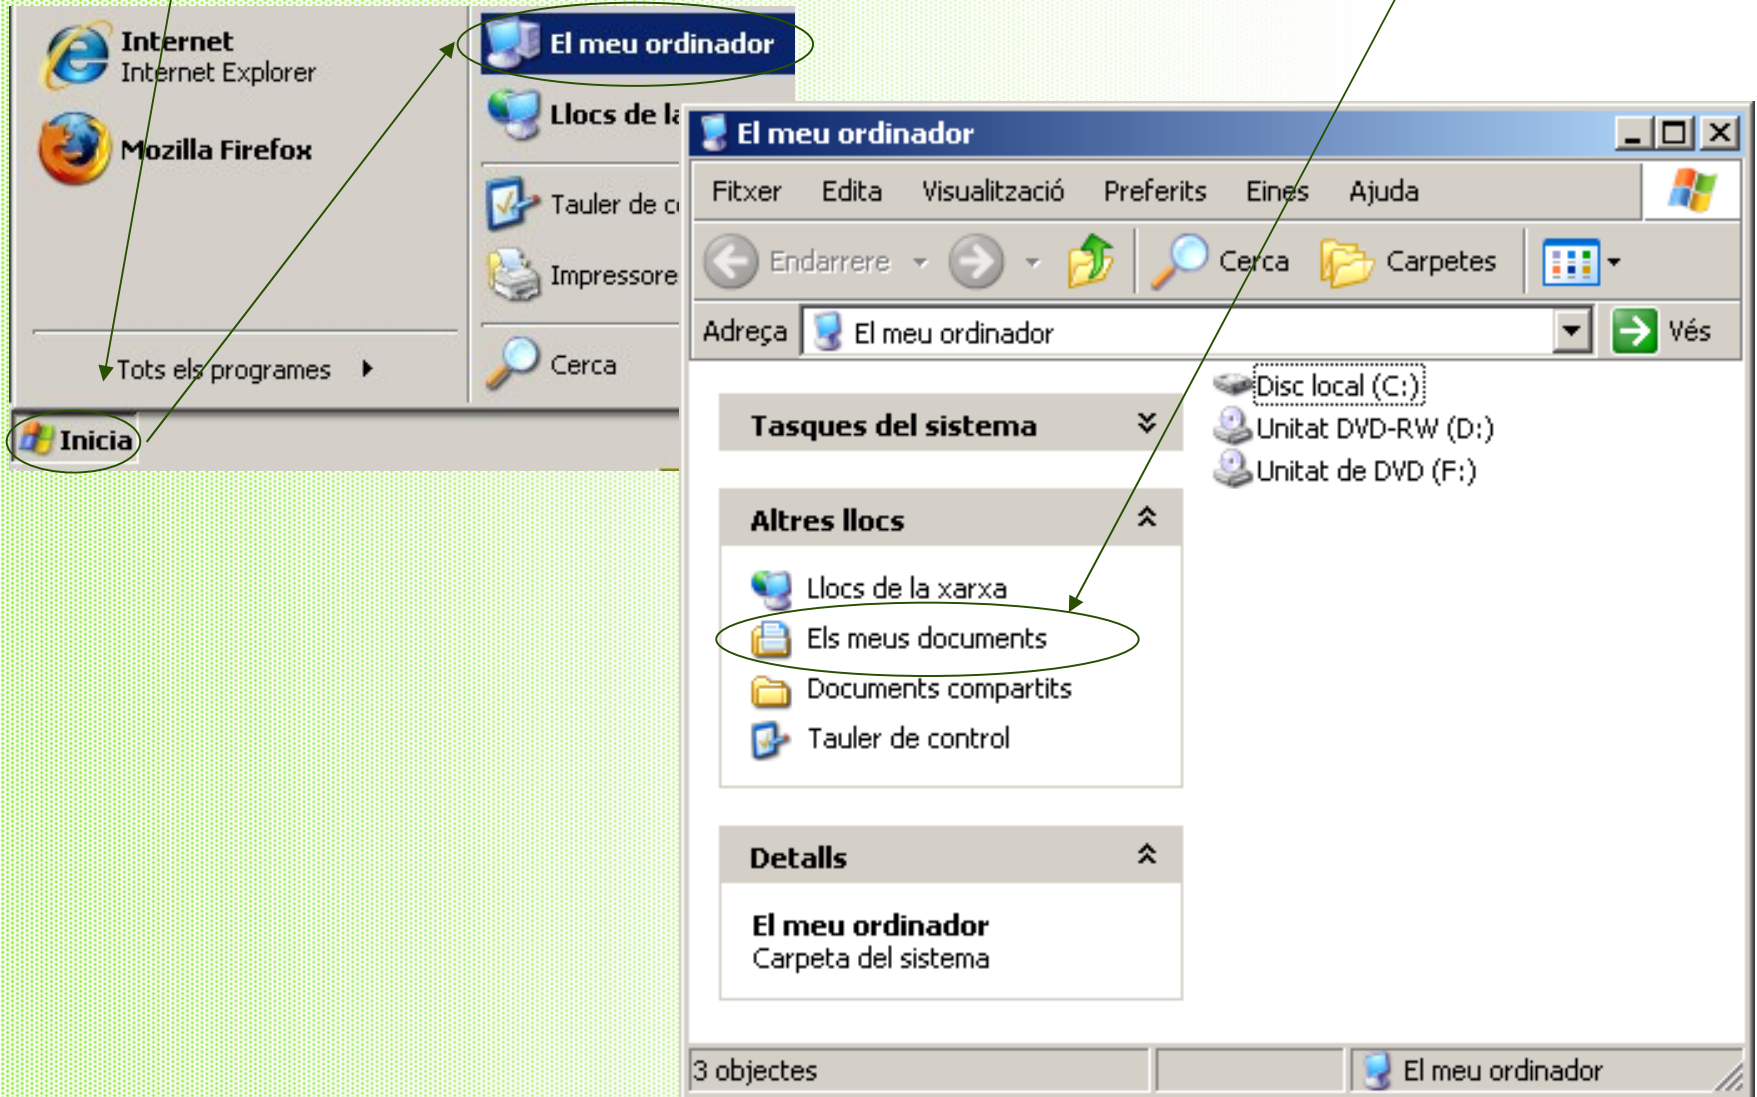 Internet
Internet Explorer
Mozilla Firefox
Tots els programes
Inicia
El meu ordinador
Llocs de la
Tauler de
Impressore
Cerca
El meu ordinador
Fitxer Edita Visualització Preferits Eines Ajuda
Endarrere Cerca Carpetes
Adreça El meu ordinador Vés
Tasques del sistema
Altres llocs
Llocs de la xarxa
Els meus documents
Documents compartits
Tauler de control
Detalls
El meu ordinador
Carpeta del sistema
Disc local (C:)
Unitat DVD-RW (D:)
Unitat de DVD (F:)
3 objectes El meu ordinador